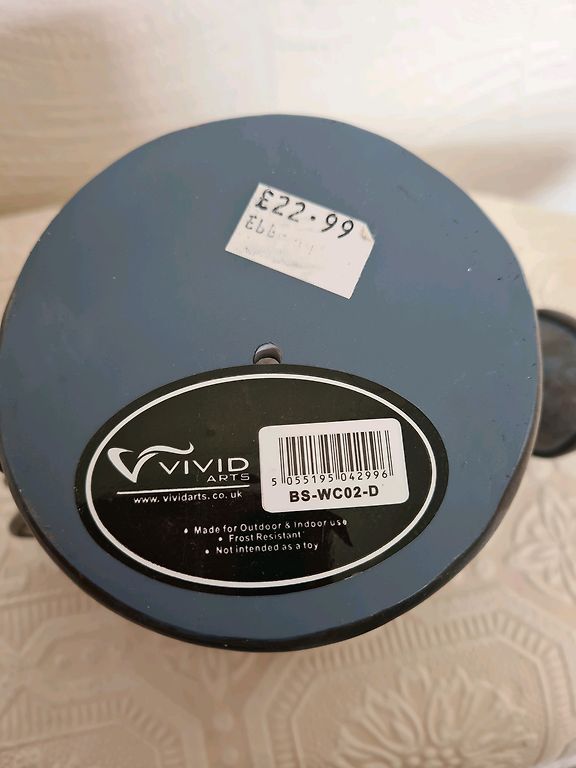 £22.99
VIVID
ARTS
www.vividarts.co.uk
5 055195 042996
BS-WC02-D
• Made for Outdoor & Indoor use
• Frost Resistant
• Not intended as a toy